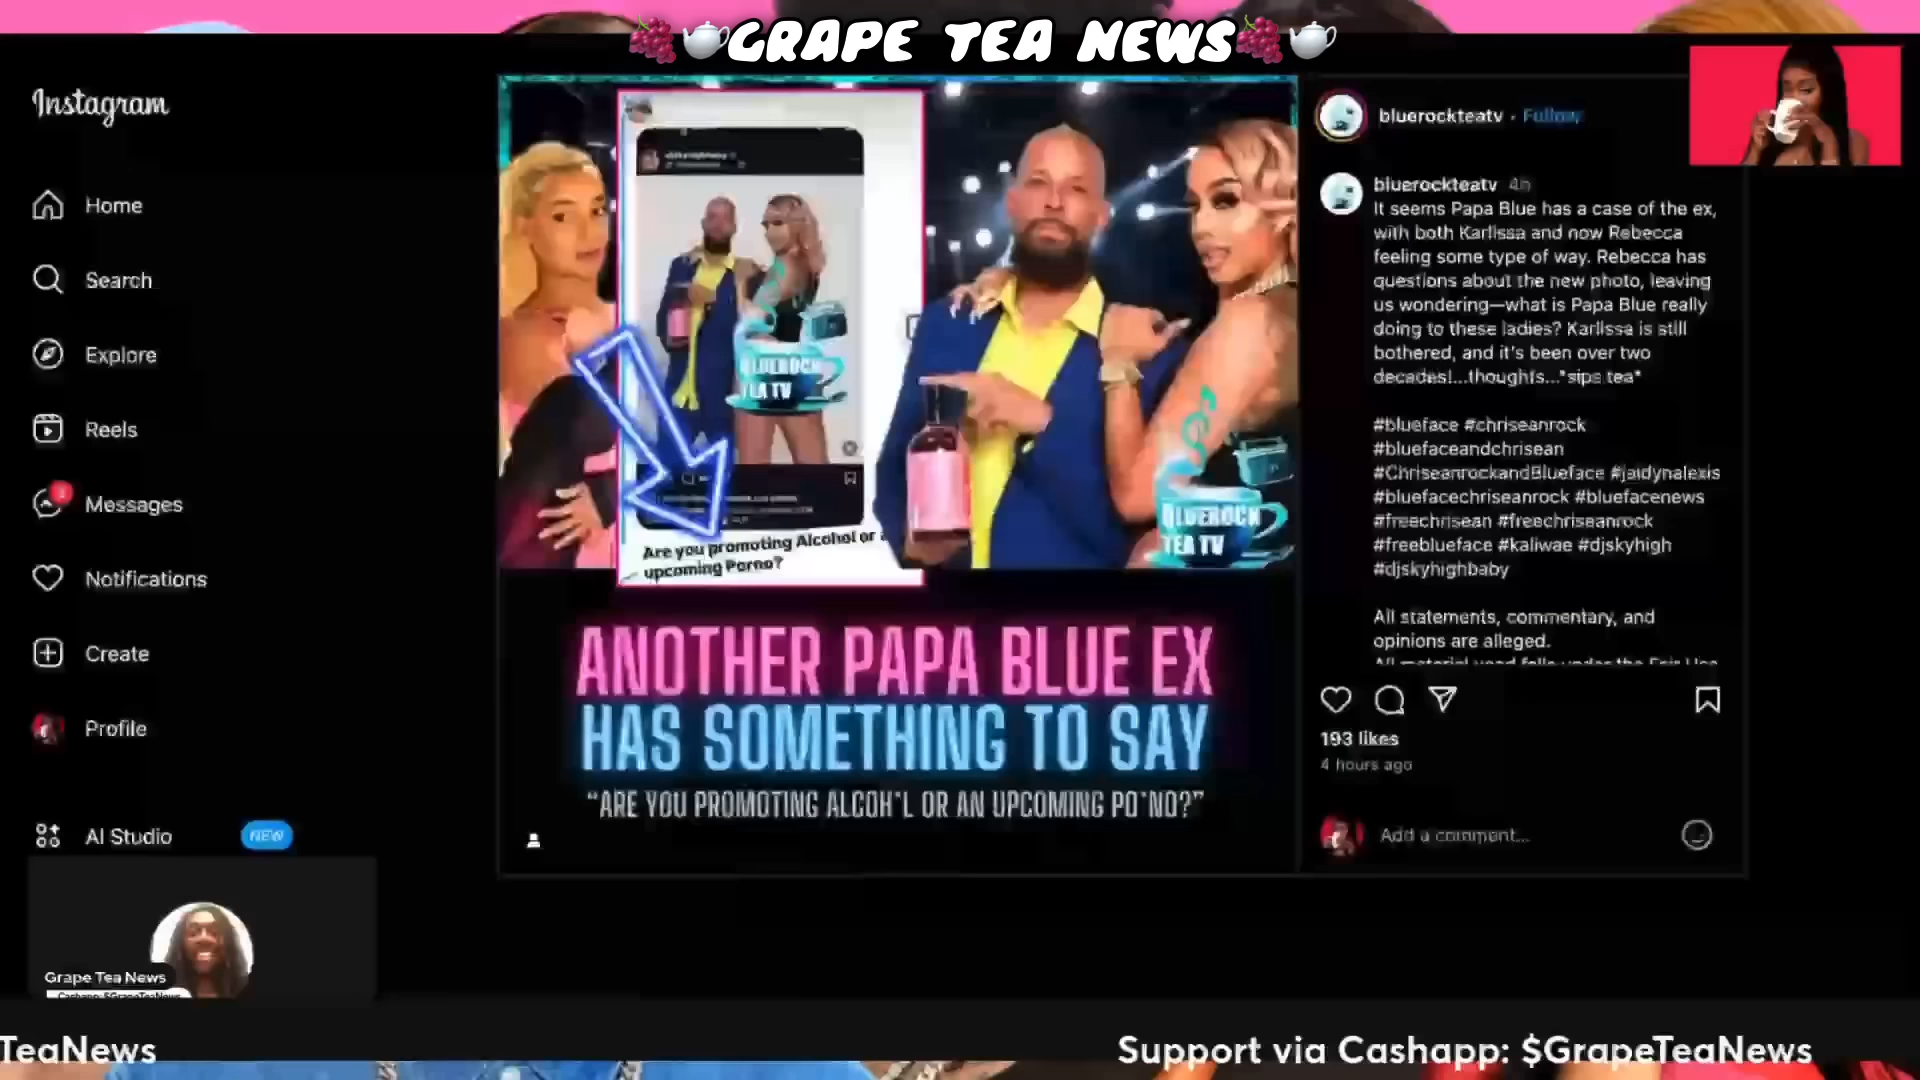 GRAPE TEA NEWS
Instagram
Home
Search
Explore
Reels
Messages
Notifications
Create
Profile
AI Studio
NEW
BLUEROCK
TEA TV
Are you promoting Alcohol or
upcoming Porno?
BLUEROCK
TEA TV
ANOTHER PAPA BLUE EX
HAS SOMETHING TO SAY
“ARE YOU PROMOTING ALCOH*L OR AN UPCOMING PO*NO?”
bluerockteatv • Follow
bluerockteatv 4h
It seems Papa Blue has a case of the ex,
with both Karlissa and now Rebecca
feeling some type of way. Rebecca has
questions about the new photo, leaving
us wondering—what is Papa Blue really
doing to these ladies? Karlissa is still
bothered, and it's been over two
decades!...thoughts...*sips tea*
#blueface #chriseanrock
#bluefaceandchrisean
#ChriseanrockandBlueface #jaidynalexis
#bluefacechriseanrock #bluefacenews
#freechrisean #freechriseanrock
#freeblueface #kaliwae #djskyhigh
#djskyhighbaby
All statements, commentary, and
opinions are alleged.
193 likes
4 hours ago
Add a comment...
Grape Tea News
Cashapp: $GrapeTeaNews
TeaNews
Support via Cashapp: $GrapeTeaNews